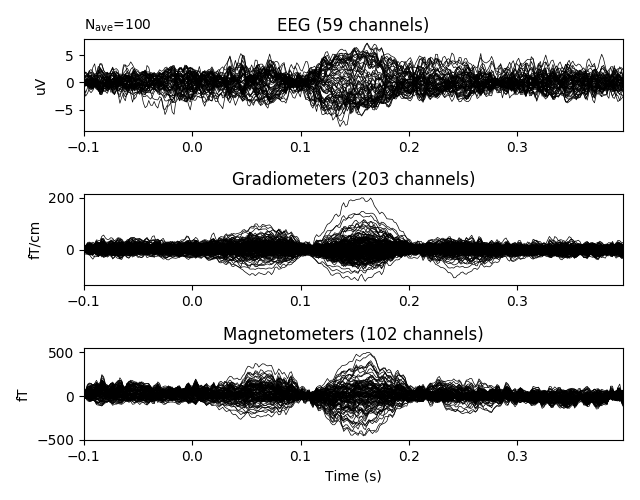 Nave=100
EEG (59 channels)
5
0
−5
uV
−0.1 0.0 0.1 0.2 0.3
Gradiometers (203 channels)
200
0
fT/cm
−0.1 0.0 0.1 0.2 0.3
Magnetometers (102 channels)
500
0
−500
fT
−0.1 0.0 0.1 0.2 0.3
Time (s)